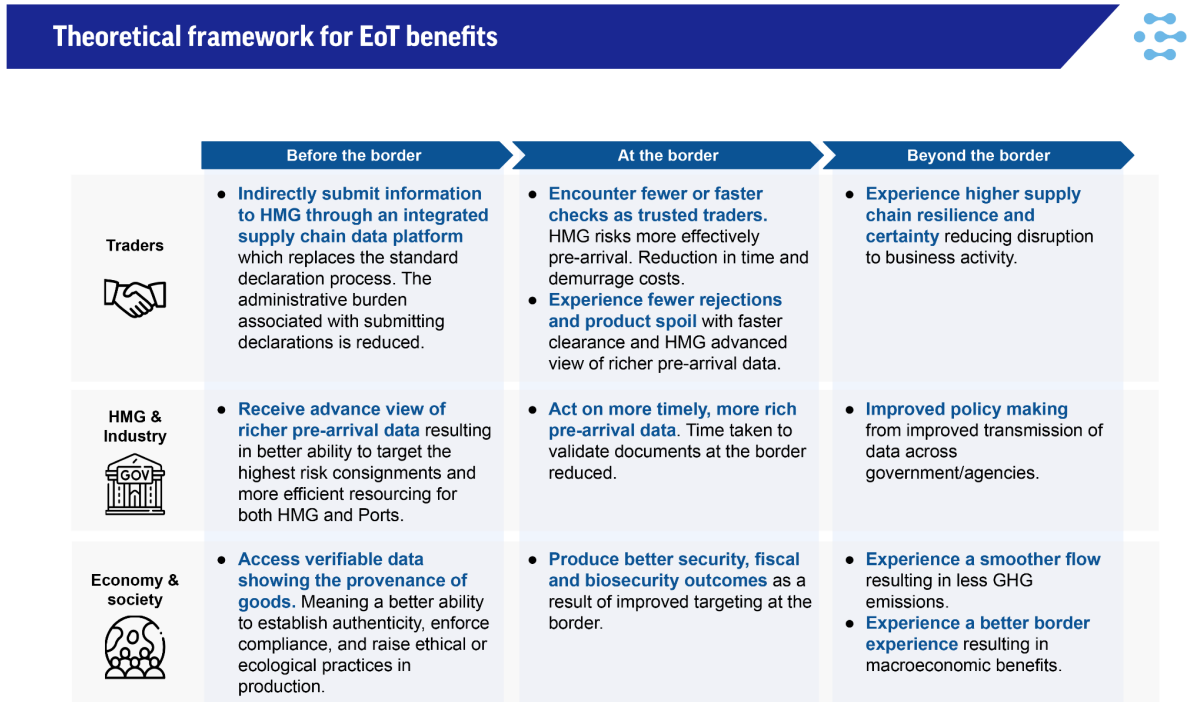 Theoretical framework for EoT benefits
Before the border
At the border
Beyond the border
Traders
● Indirectly submit information
to HMG through an integrated
supply chain data platform
which replaces the standard
declaration process. The
administrative burden
associated with submitting
declarations is reduced.
● Encounter fewer or faster
checks as trusted traders.
HMG risks more effectively
pre-arrival. Reduction in time and
demurrage costs.
● Experience fewer rejections
and product spoil with faster
clearance and HMG advanced
view of richer pre-arrival data.
● Experience higher supply
chain resilience and
certainty reducing disruption
to business activity.
HMG &
Industry
GOV
● Receive advance view of
richer pre-arrival data resulting
in better ability to target the
highest risk consignments and
more efficient resourcing for
both HMG and Ports.
● Act on more timely, more rich
pre-arrival data. Time taken to
validate documents at the border
reduced.
● Improved policy making
from improved transmission of
data across
government/agencies.
Economy &
society
● Access verifiable data
showing the provenance of
goods. Meaning a better ability
to establish authenticity, enforce
compliance, and raise ethical or
ecological practices in
production.
● Produce better security, fiscal
and biosecurity outcomes as a
result of improved targeting at the
border.
● Experience a smoother flow
resulting in less GHG
emissions.
● Experience a better border
experience resulting in
macroeconomic benefits.